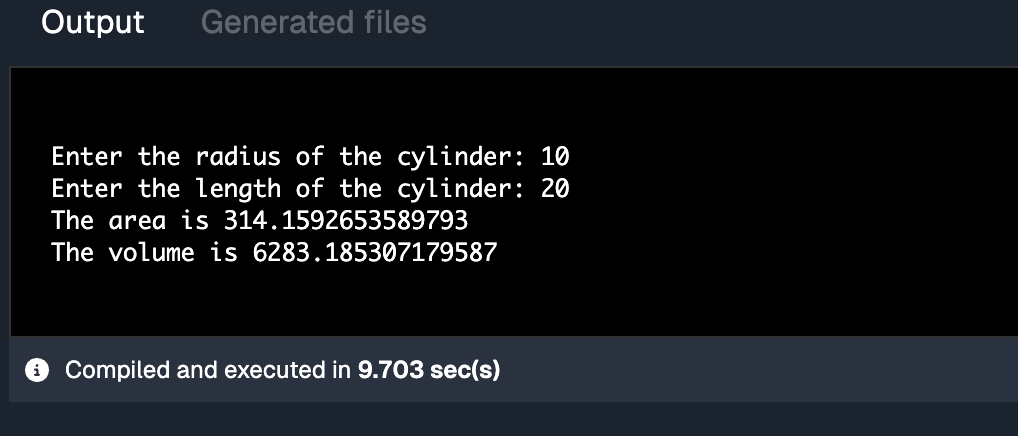 Output Generated files
Enter the radius of the cylinder: 10
Enter the length of the cylinder: 20
The area is 314.1592653589793
The volume is 6283.185307179587
Compiled and executed in 9.703 sec(s)